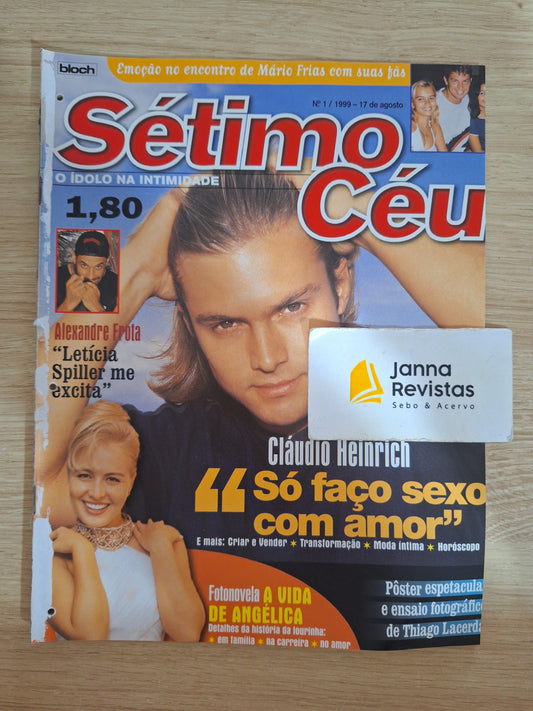 bloch
Emoção no encontro de Mário Frias com suas fãs
Nº 1 / 1999 – 17 de agosto
Sétimo
Céu
O ÍDOLO NA INTIMIDADE
1,80
Alexandre Frota
“Letícia
Spiller me
excita”
Janna
Revistas
Sebo & Acervo
Cláudio Heinrich
“Só faço sexo
com amor”
E mais: Criar e Vender ✶ Transformação ✶ Moda íntima ✶ Horóscopo
Fotonovela A VIDA
DE ANGÉLICA
Detalhes da história da lourinha:
✶ em família ✶ na carreira ✶ no amor
Pôster espetacula
e ensaio fotográfico
de Thiago Lacerda